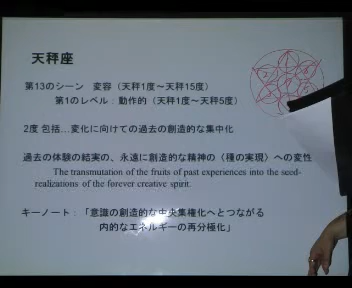 天秤座
第13のシーン　変容（天秤1度～天秤15度）
第1のレベル：動作的（天秤1度～天秤5度）
2度 包括…変化に向けての過去の創造的な集中化
過去の体験の結実の、永遠に創造的な精神の〈種の実現〉への変性
The transmutation of the fruits of past experiences into the seed-
realizations of the forever creative spirit.
キーノート：「意識の創造的な中央集権化へとつながる
内的なエネルギーの再分極化」